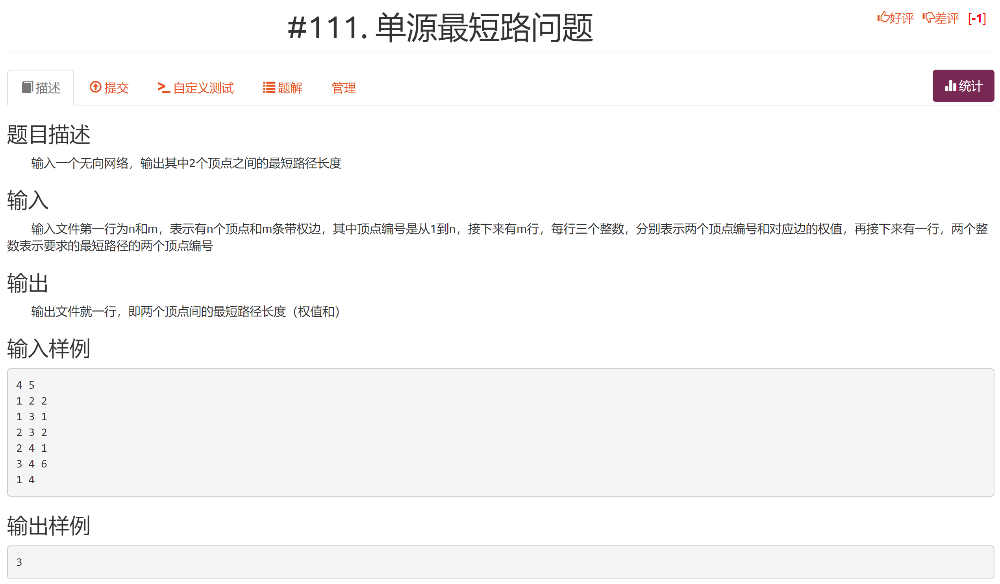 #111. 单源最短路问题
好评 差评 [-1]
描述 提交 自定义测试 题解 管理 统计
题目描述
输入一个无向网络，输出其中2个顶点之间的最短路径长度
输入
输入文件第一行为n和m，表示有n个顶点和m条带权边，其中顶点编号是从1到n，接下来有m行，每行三个整数，分别表示两个顶点编号和对应边的权值，再接下来有一行，两个整
数表示要求的最短路径的两个顶点编号
输出
输出文件就一行，即两个顶点间的最短路径长度（权值和）
输入样例
4 5
1 2 2
1 3 1
2 3 2
2 4 1
3 4 6
1 4
输出样例
3